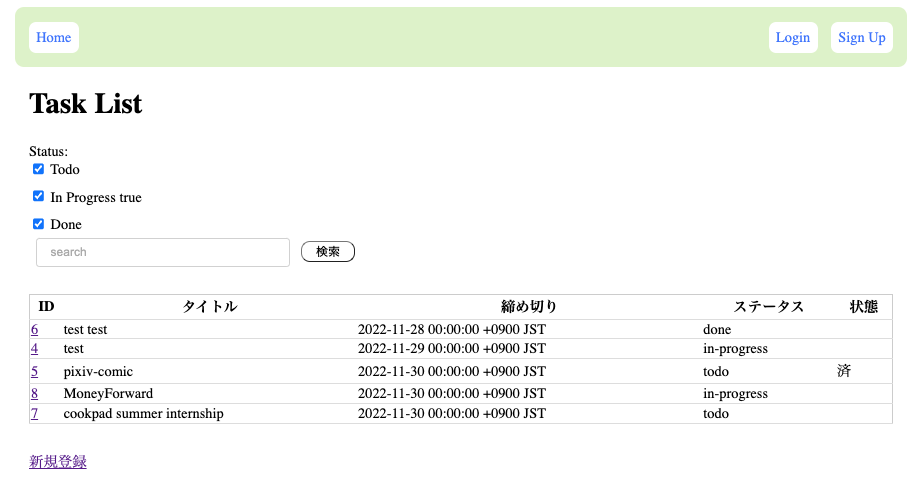 Home Login Sign Up
Task List
Status:
Todo
In Progress true
Done
search 検索
ID タイトル 締め切り ステータス 状態
6 test test 2022-11-28 00:00:00 +0900 JST done
4 test 2022-11-29 00:00:00 +0900 JST in-progress
5 pixiv-comic 2022-11-30 00:00:00 +0900 JST todo 済
8 MoneyForward 2022-11-30 00:00:00 +0900 JST in-progress
7 cookpad summer internship 2022-11-30 00:00:00 +0900 JST todo
新規登録